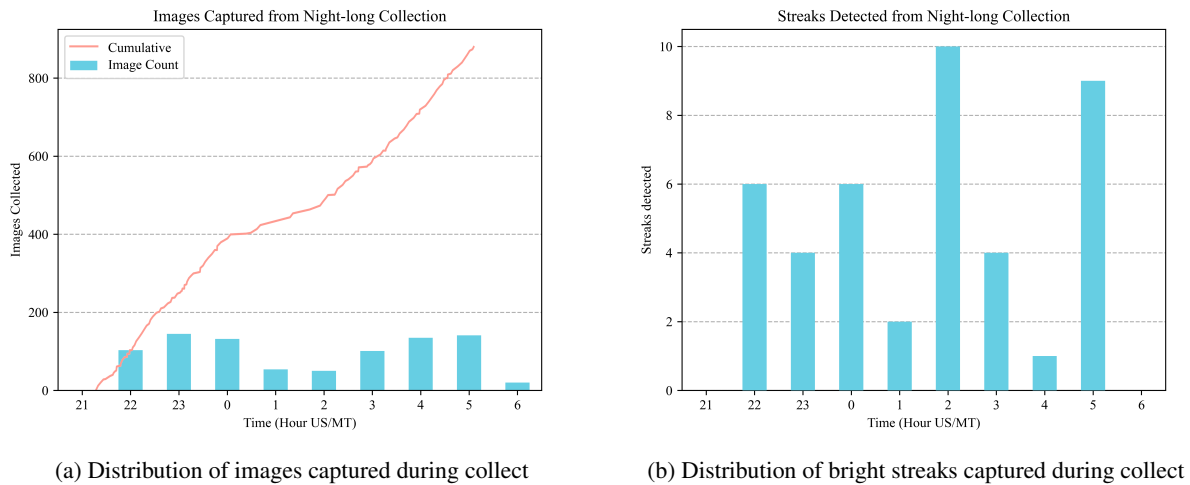 Images Captured from Night-long Collection
Cumulative
Image Count
800
600
400
200
0
Images Collected
21 22 23 0 1 2 3 4 5 6
Time (Hour US/MT)
(a) Distribution of images captured during collect
Streaks Detected from Night-long Collection
10
8
6
4
2
0
Streaks detected
21 22 23 0 1 2 3 4 5 6
Time (Hour US/MT)
(b) Distribution of bright streaks captured during collect